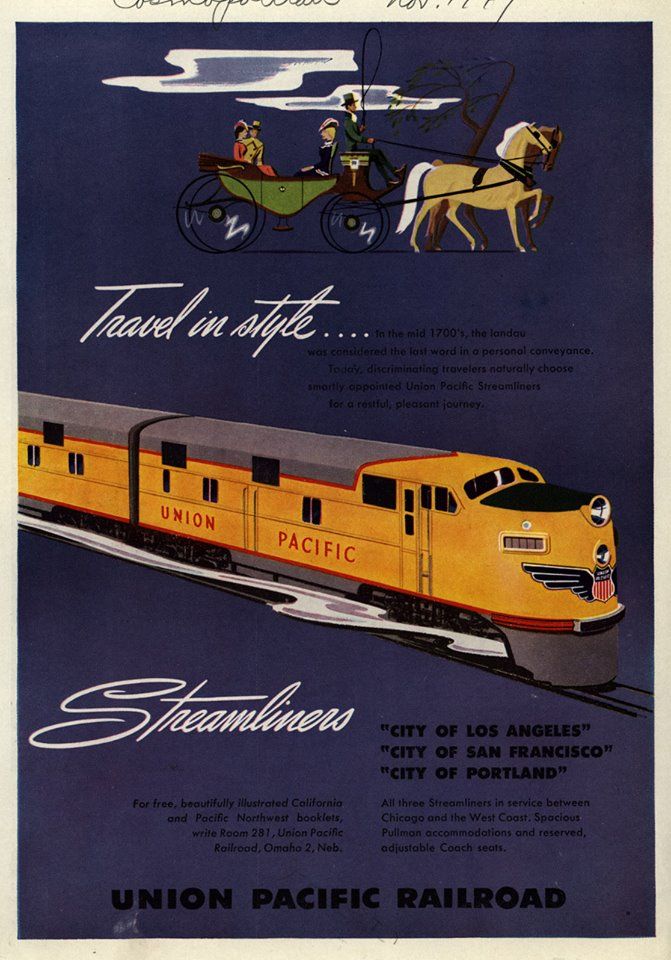 Cosmopolitan Nov. 19
Travel in style....
In the mid 1700's, the landau
was considered the last word in a personal conveyance.
Today, discriminating travelers naturally choose
smartly-appointed Union Pacific Streamliners
for a restful, pleasant journey.
UNION PACIFIC
UNION
PACIFIC
Streamliners
"CITY OF LOS ANGELES"
"CITY OF SAN FRANCISCO"
"CITY OF PORTLAND"
For free, beautifully illustrated California
and Pacific Northwest booklets,
write Room 281, Union Pacific
Railroad, Omaha 2, Neb.
All three Streamliners in service between
Chicago and the West Coast. Spacious
Pullman accommodations and reserved,
adjustable Coach seats.
UNION PACIFIC RAILROAD